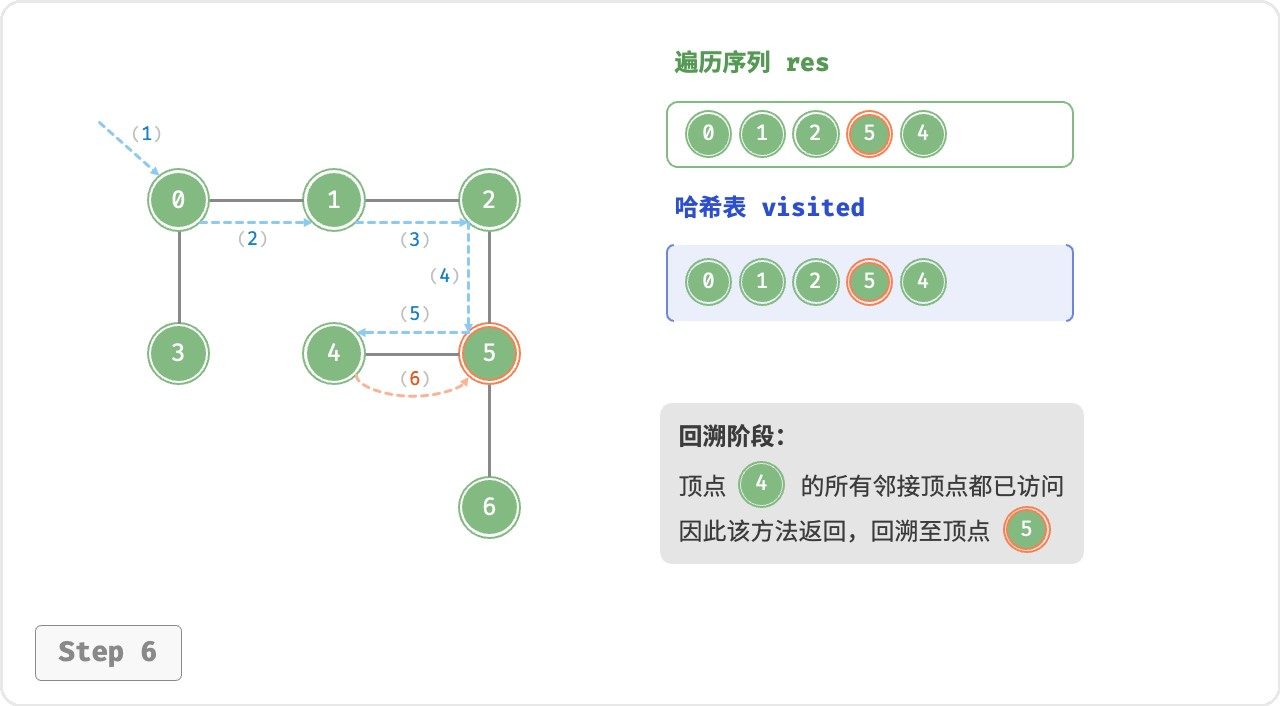 遍历序列 res
0 1 2 5 4
哈希表 visited
0 1 2 5 4
(1)
0 1 2
(2) (3)
(4)
(5)
3 4 5
(6)
6
回溯阶段：
顶点 4 的所有邻接顶点都已访问
因此该方法返回，回溯至顶点 5
Step 6